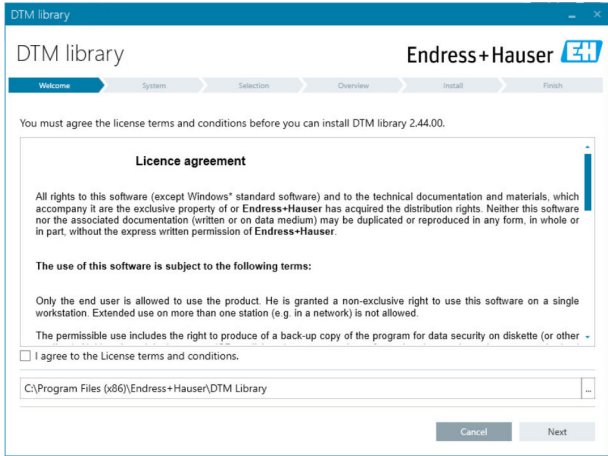 DTM library
DTM library
Endress+Hauser EH
Welcome System Selection Overview Install Finish
You must agree the license terms and conditions before you can install DTM library 2.44.00.
Licence agreement
All rights to this software (except Windows* standard software) and to the technical documentation and materials, which
accompany it are the exclusive property of or Endress+Hauser has acquired the distribution rights. Neither this software
nor the associated documentation (written or on data medium) may be duplicated or reproduced in any form, in whole or
in part, without the express written permission of Endress+Hauser.
The use of this software is subject to the following terms:
Only the end user is allowed to use the product. He is granted a non-exclusive right to use this software on a single
workstation. Extended use on more than one station (e.g. in a network) is not allowed.
The permissible use includes the right to produce of a back-up copy of the program for data security on diskette (or other
I agree to the License terms and conditions.
C:\Program Files (x86)\Endress+Hauser\DTM Library
...
Cancel Next